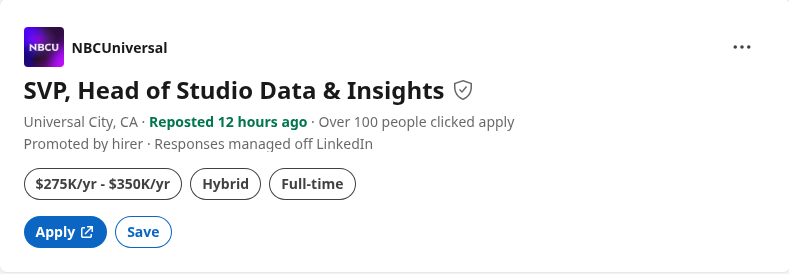 NBCU NBCUniversal
SVP, Head of Studio Data & Insights
Universal City, CA · Reposted 12 hours ago · Over 100 people clicked apply
Promoted by hirer · Responses managed off LinkedIn
$275K/yr - $350K/yr Hybrid Full-time
Apply Save